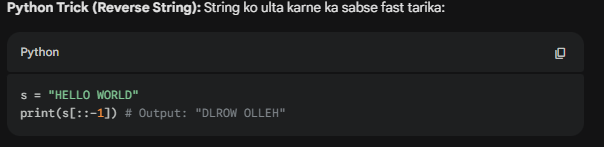 Python Trick (Reverse String): String ko ulta karne ka sabse fast tarika:
Python
s = "HELLO WORLD"
print(s[::-1]) # Output: "DLROW OLLEH"